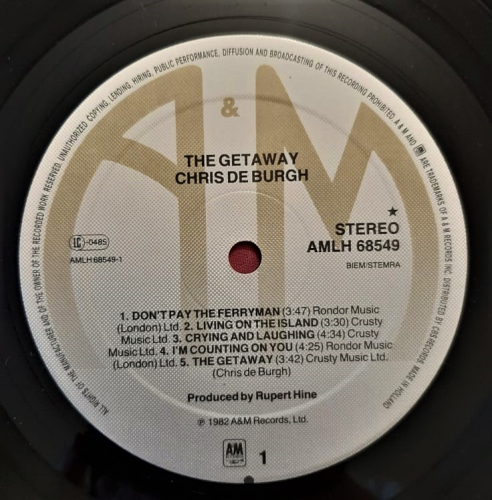 ALL RIGHTS OF THE MANUFACTURER AND OF THE OWNER OF THE RECORDED WORK RESERVED. UNAUTHORIZED COPYING, LENDING, HIRING, PUBLIC PERFORMANCE, DIFFUSION AND BROADCASTING OF THIS RECORDING PROHIBITED. A&M AND A&M ARE TRADEMARKS OF A&M RECORDS INC. DISTRIBUTED BY CBS RECORDS. MADE IN HOLLAND
A & M
THE GETAWAY
CHRIS DE BURGH
★
STEREO
AMLH 68549
BIEM/STEMRA
LC-0485
AMLH 68549-1
1. DON'T PAY THE FERRYMAN (3:47) Rondor Music
(London) Ltd. 2. LIVING ON THE ISLAND (3:30) Crusty
Music Ltd. 3. CRYING AND LAUGHING (4:34) Crusty
Music Ltd. 4. I'M COUNTING ON YOU (4:25) Rondor Music
(London) Ltd. 5. THE GETAWAY (3:42) Crusty Music Ltd.
(Chris de Burgh)
Produced by Rupert Hine
℗ 1982 A&M Records, Ltd.
A&M
1